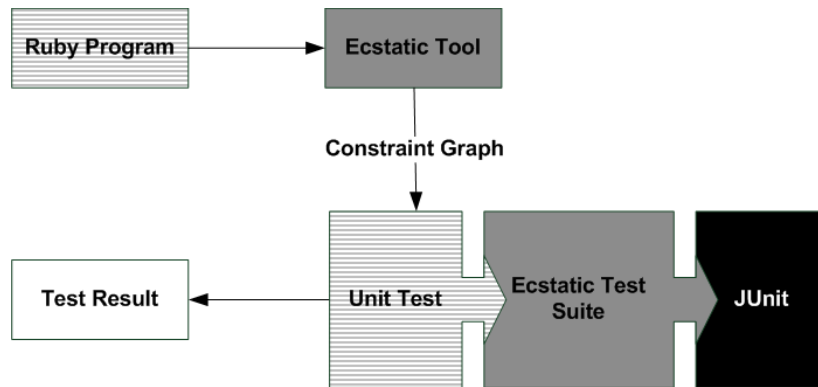 Ruby Program
Ecstatic Tool
Constraint Graph
Test Result
Unit Test
Ecstatic Test
Suite
JUnit